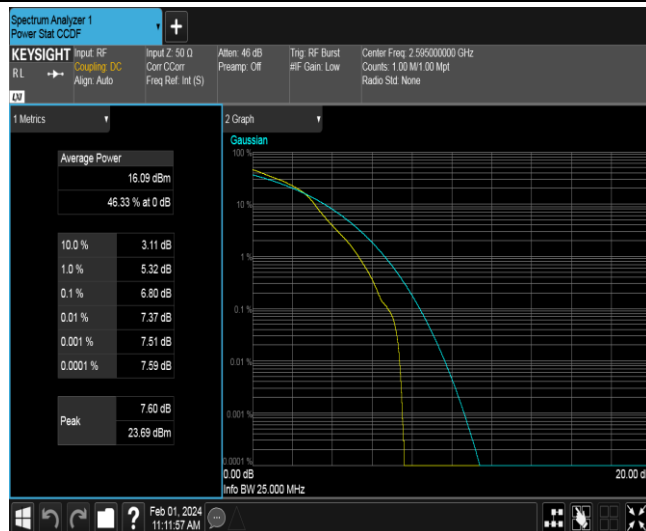 Spectrum Analyzer 1
Power Stat CCDF
+
KEYSIGHT
RL
Input: RF
Coupling: DC
Align: Auto
Input Z: 50 Ω
Corr CCorr
Freq Ref: Int (S)
Atten: 46 dB
Preamp: Off
Trig: RF Burst
#IF Gain: Low
Center Freq: 2.595000000 GHz
Counts: 1.00 M/1.00 Mpt
Radio Std: None
1 Metrics
Average Power
16.09 dBm
46.33 % at 0 dB
10.0 % 3.11 dB
1.0 % 5.32 dB
0.1 % 6.80 dB
0.01 % 7.37 dB
0.001 % 7.51 dB
0.0001 % 7.59 dB
Peak
7.60 dB
23.69 dBm
2 Graph
Gaussian
100 %
10 %
1 %
0.1 %
0.01 %
0.001 %
0.0001 %
0.00 dB
20.00 d
Info BW 25.000 MHz
?
Feb 01, 2024
11:11:57 AM